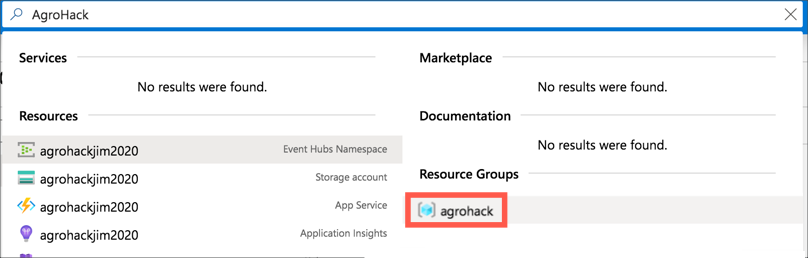 AgroHack
Services
No results were found.
Resources
agrohackjim2020 Event Hubs Namespace
agrohackjim2020 Storage account
agrohackjim2020 App Service
agrohackjim2020 Application Insights
Marketplace
No results were found.
Documentation
No results were found.
Resource Groups
agrohack